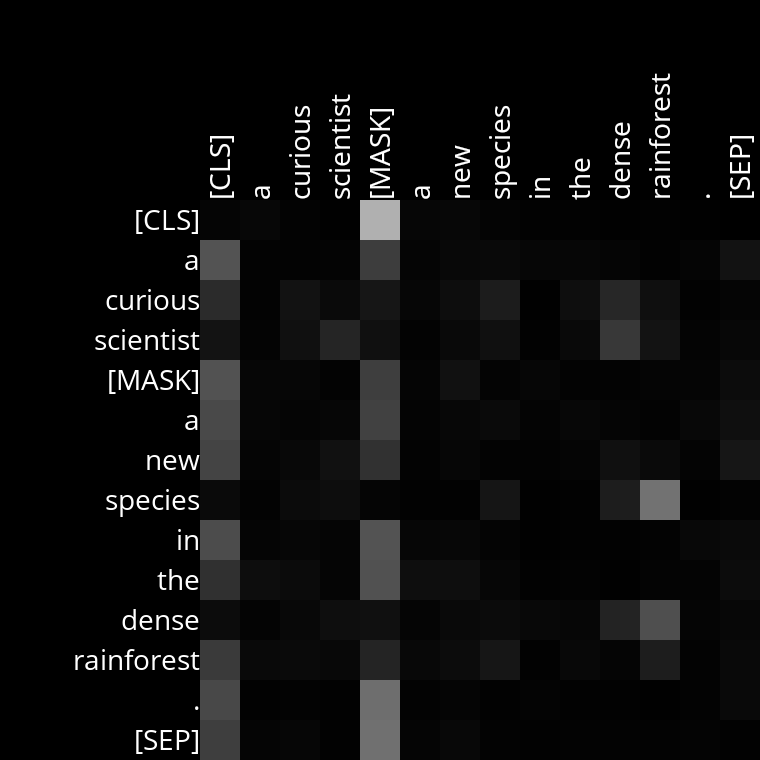 [CLS] a curious scientist [MASK] a new species in the dense rainforest . [SEP]
[CLS]
a
curious
scientist
[MASK]
a
new
species
in
the
dense
rainforest
.
[SEP]